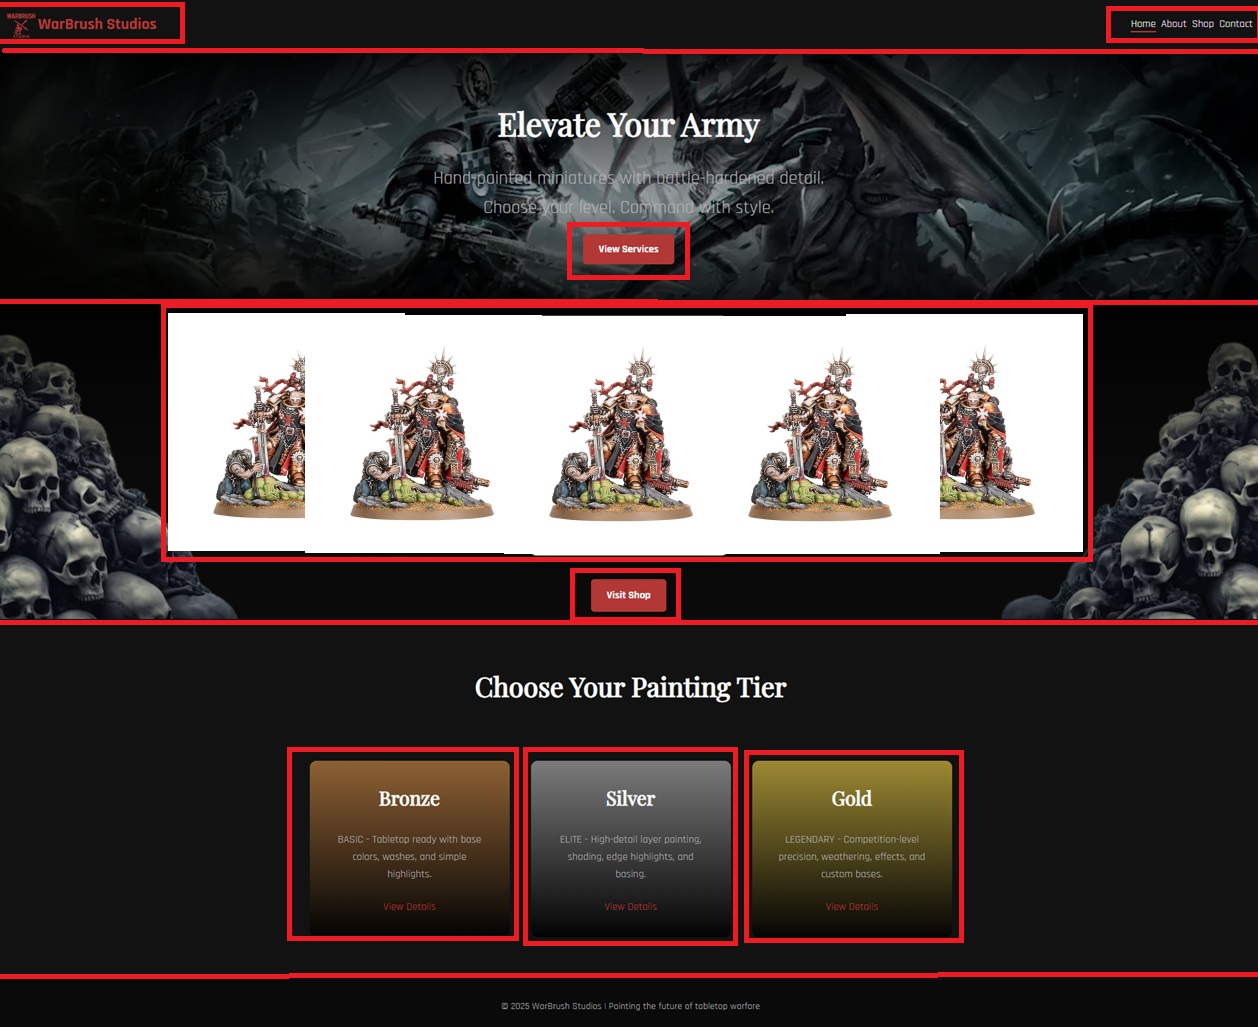 WARBRUSH
WarBrush Studios
Home About Shop Contact
Elevate Your Army
Hand-painted miniatures with battle-hardened detail.
Choose your level. Command with style.
View Services
Visit Shop
Choose Your Painting Tier
Bronze
BASIC - Tabletop ready with base
colors, washes, and simple
highlights.
View Details
Silver
ELITE - High-detail layer painting,
shading, edge highlights, and
basing.
View Details
Gold
LEGENDARY - Competition-level
precision, weathering, effects, and
custom bases.
View Details
© 2025 WarBrush Studios | Painting the future of tabletop warfare